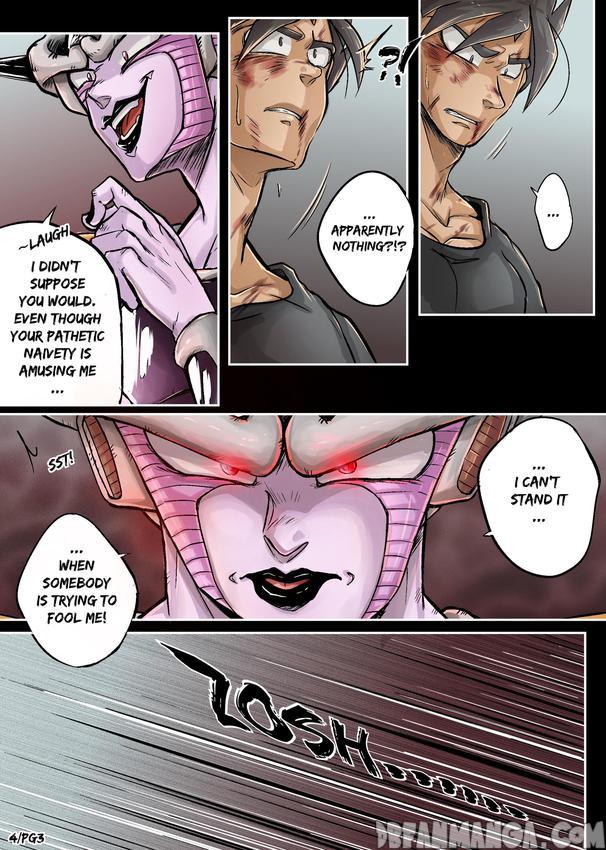 ...
?!
...
APPARENTLY
NOTHING?!?
~LAUGH
I DIDN'T
SUPPOSE
YOU WOULD.
EVEN THOUGH
YOUR PATHETIC
NAIVETY IS
AMUSING ME
...
...
I CAN'T
STAND IT
...
SST!
...
WHEN
SOMEBODY
IS TRYING TO
FOOL ME!
ZOSH.........
4/PG3
DBFANMANGA.COM